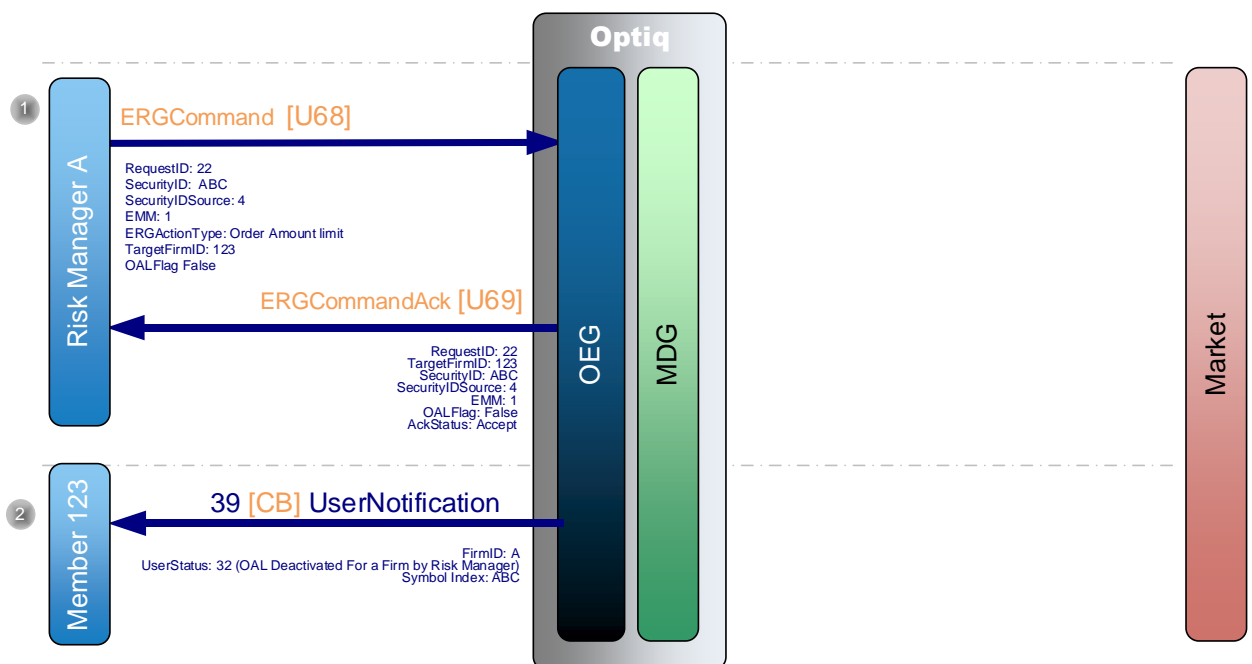 Optiq
1
Risk Manager A
ERGCommand [U68]
RequestID: 22
SecurityID: ABC
SecurityIDSource: 4
EMM: 1
ERGActionType: Order Amount limit
TargetFirmID: 123
OALFlag False
ERGCommandAck [U69]
RequestID: 22
TargetFirmID: 123
SecurityID: ABC
SecurityIDSource: 4
EMM: 1
OALFlag: False
AckStatus: Accept
OEG
MDG
Market
2
Member 123
39 [CB] UserNotification
FirmID: A
UserStatus: 32 (OAL Deactivated For a Firm by Risk Manager)
Symbol Index: ABC